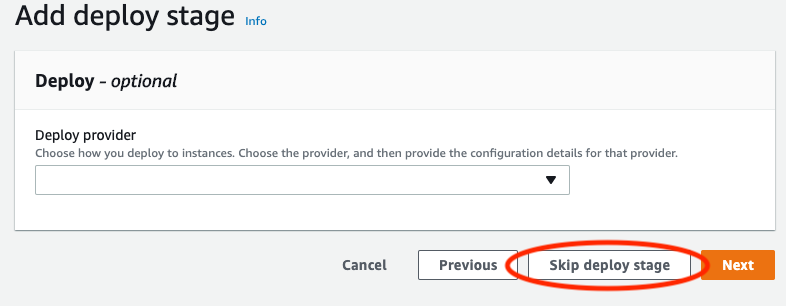 Add deploy stage Info
Deploy - optional
Deploy provider
Choose how you deploy to instances. Choose the provider, and then provide the configuration details for that provider.
Cancel Previous Skip deploy stage Next